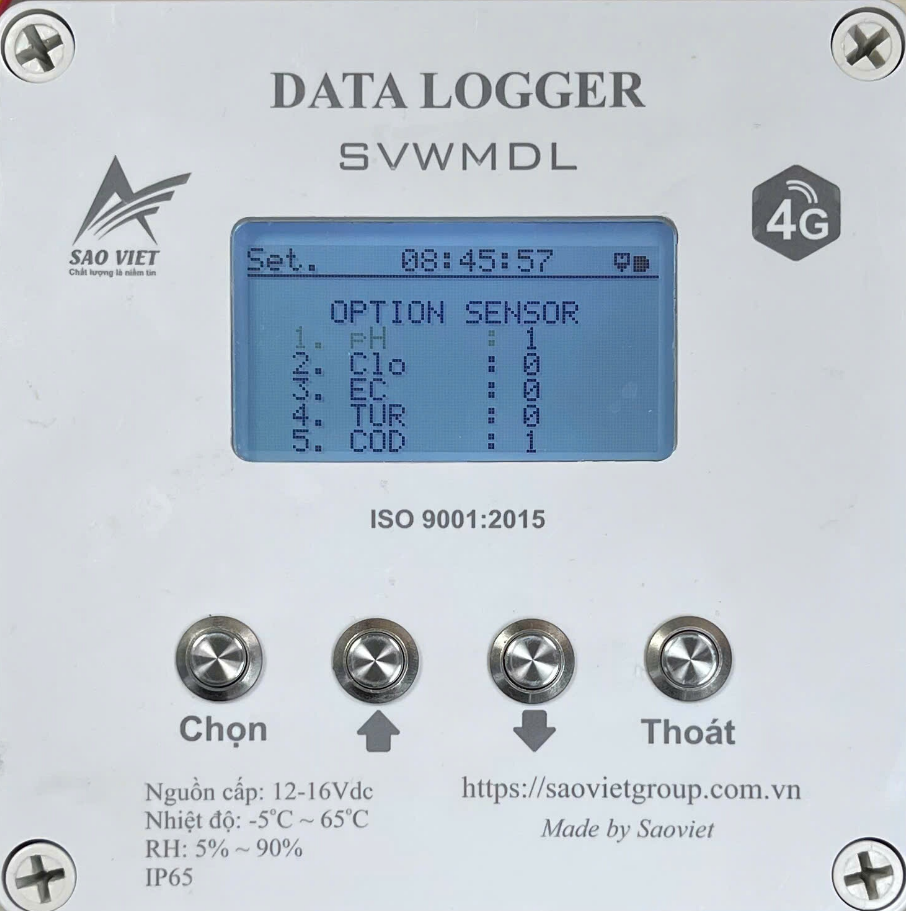 DATA LOGGER
SVWMDL
SAO VIET
Chất lượng là niềm tin
4G
Set. 08:45:57
OPTION SENSOR
1. pH : 1
2. Clo : 0
3. EC : 0
4. TUR : 0
5. COD : 1
ISO 9001:2015
Chọn
Thoát
Nguồn cấp: 12-16Vdc
Nhiệt độ: -5°C ~ 65°C
RH: 5% ~ 90%
IP65
https://saovietgroup.com.vn
Made by Saoviet